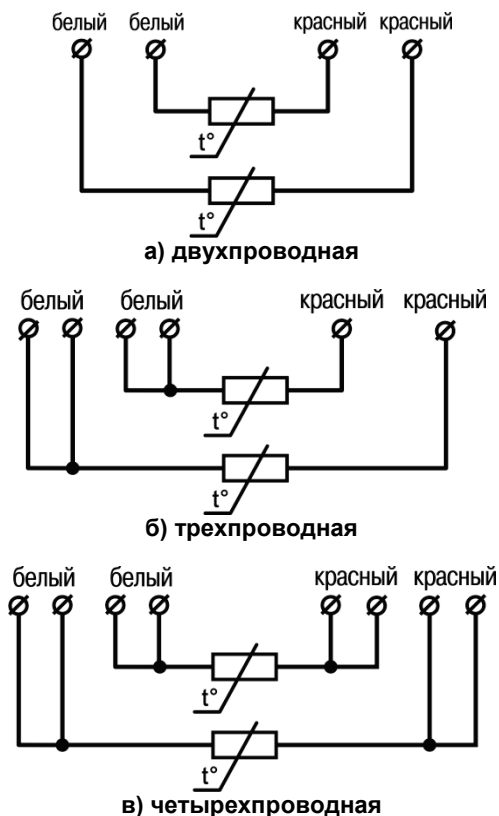 белый белый красный красный
t°
t°
а) двухпроводная
белый белый красный красный
t°
t°
б) трехпроводная
белый белый красный красный
t°
t°
в) четырехпроводная